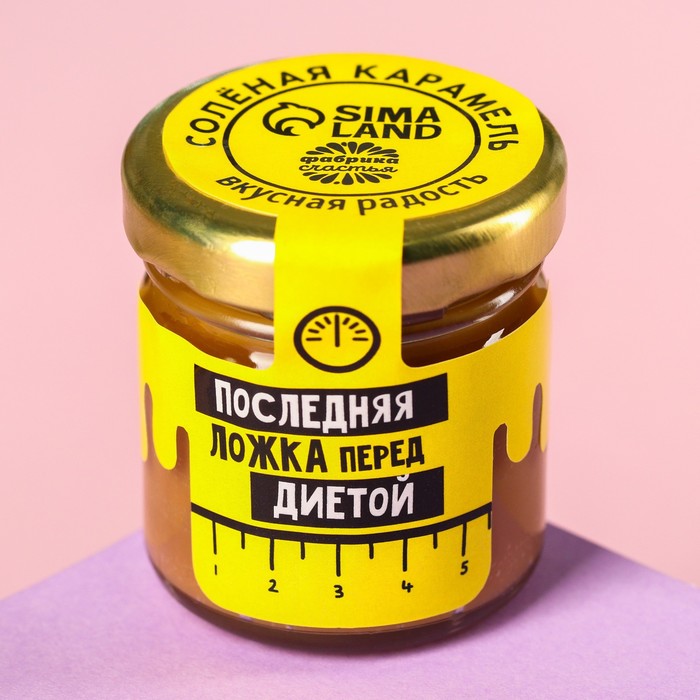 СОЛЁНАЯ КАРАМЕЛЬ
SIMA
LAND
фабрика
счастья
вкусная радость
ПОСЛЕДНЯЯ
ЛОЖКА ПЕРЕД
ДИЕТОЙ
1 2 3 4 5